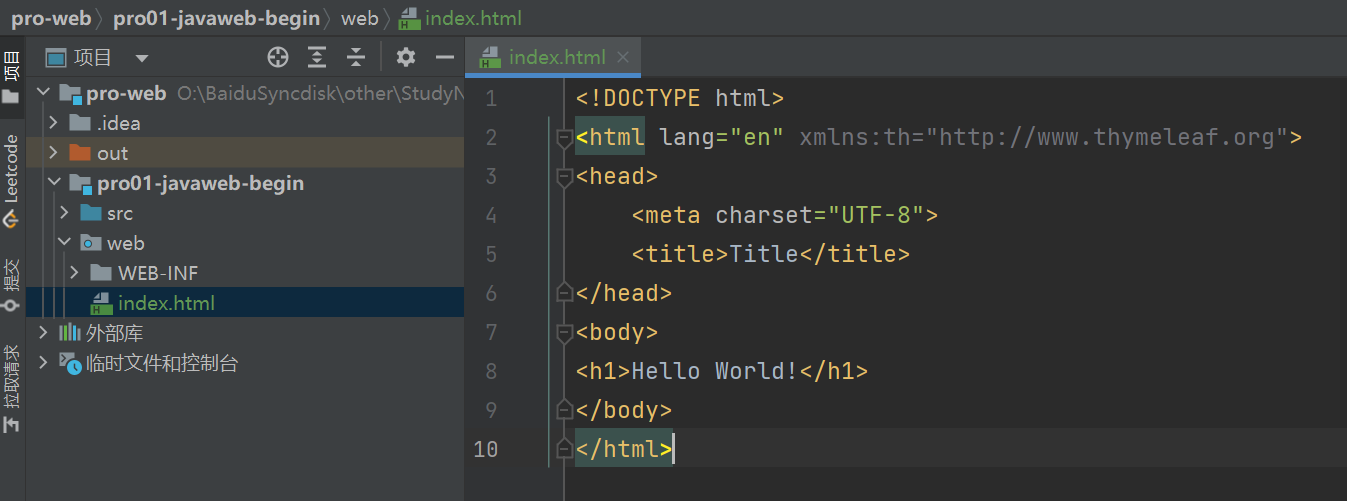 pro-web 〉 pro01-javaweb-begin 〉 web 〉 index.html
项目
index.html ×
项目
Leetcode
提交
拉取请求
pro-web O:\BaiduSyncdisk\other\StudyN
.idea
out
pro01-javaweb-begin
src
web
WEB-INF
index.html
外部库
临时文件和控制台
1 <!DOCTYPE html>
2 <html lang="en" xmlns:th="http://www.thymeleaf.org">
3 <head>
4     <meta charset="UTF-8">
5     <title>Title</title>
6 </head>
7 <body>
8 <h1>Hello World!</h1>
9 </body>
10 </html>